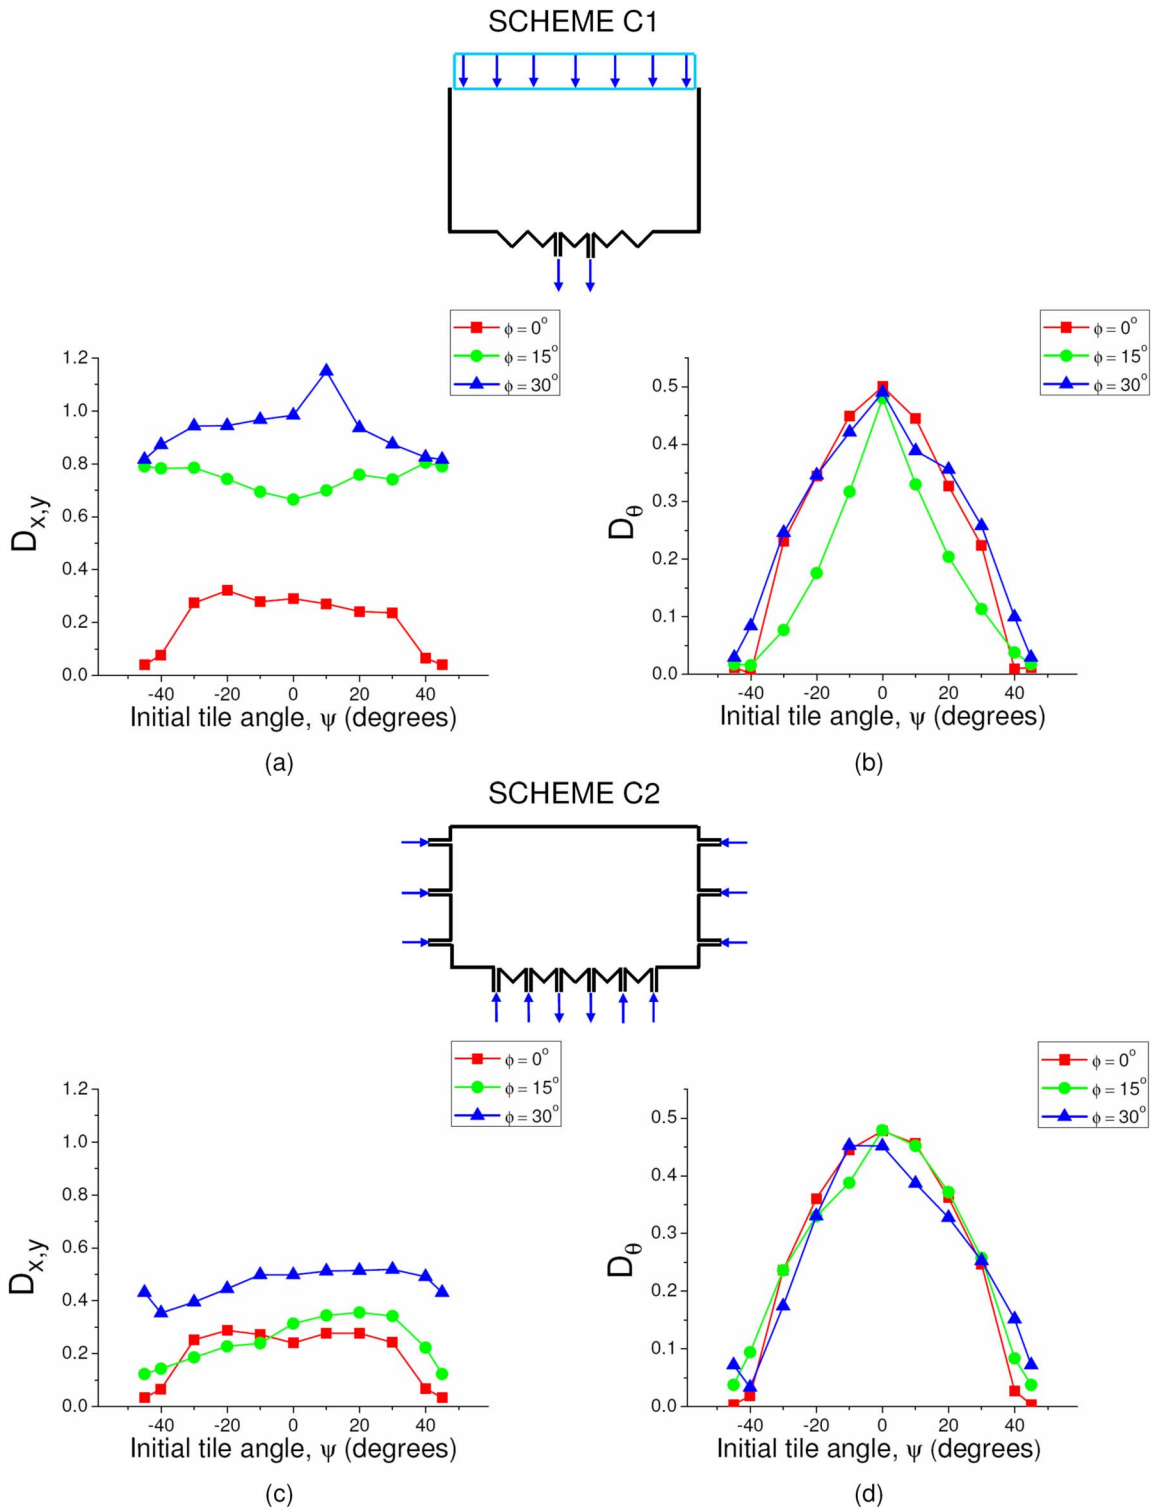 SCHEME C1
ϕ = 0°
ϕ = 15°
ϕ = 30°
1.2
1.0
0.8
0.6
0.4
0.2
0.0
D_x,y
-40 -20 0 20 40
Initial tile angle, ψ (degrees)
(a)
ϕ = 0°
ϕ = 15°
ϕ = 30°
0.5
0.4
0.3
0.2
0.1
0.0
D_θ
-40 -20 0 20 40
Initial tile angle, ψ (degrees)
(b)
SCHEME C2
ϕ = 0°
ϕ = 15°
ϕ = 30°
1.2
1.0
0.8
0.6
0.4
0.2
0.0
D_x,y
-40 -20 0 20 40
Initial tile angle, ψ (degrees)
(c)
ϕ = 0°
ϕ = 15°
ϕ = 30°
0.5
0.4
0.3
0.2
0.1
0.0
D_θ
-40 -20 0 20 40
Initial tile angle, ψ (degrees)
(d)